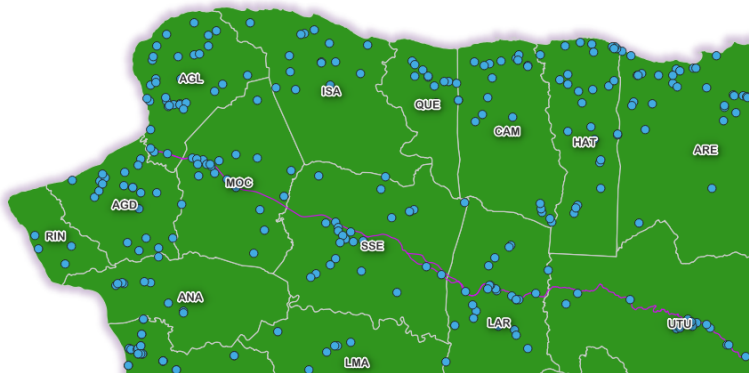 AGL
ISA
QUE
CAM
HAT
ARE
MOC
AGD
RIN
SSE
ANA
LAR
UTU
LMA